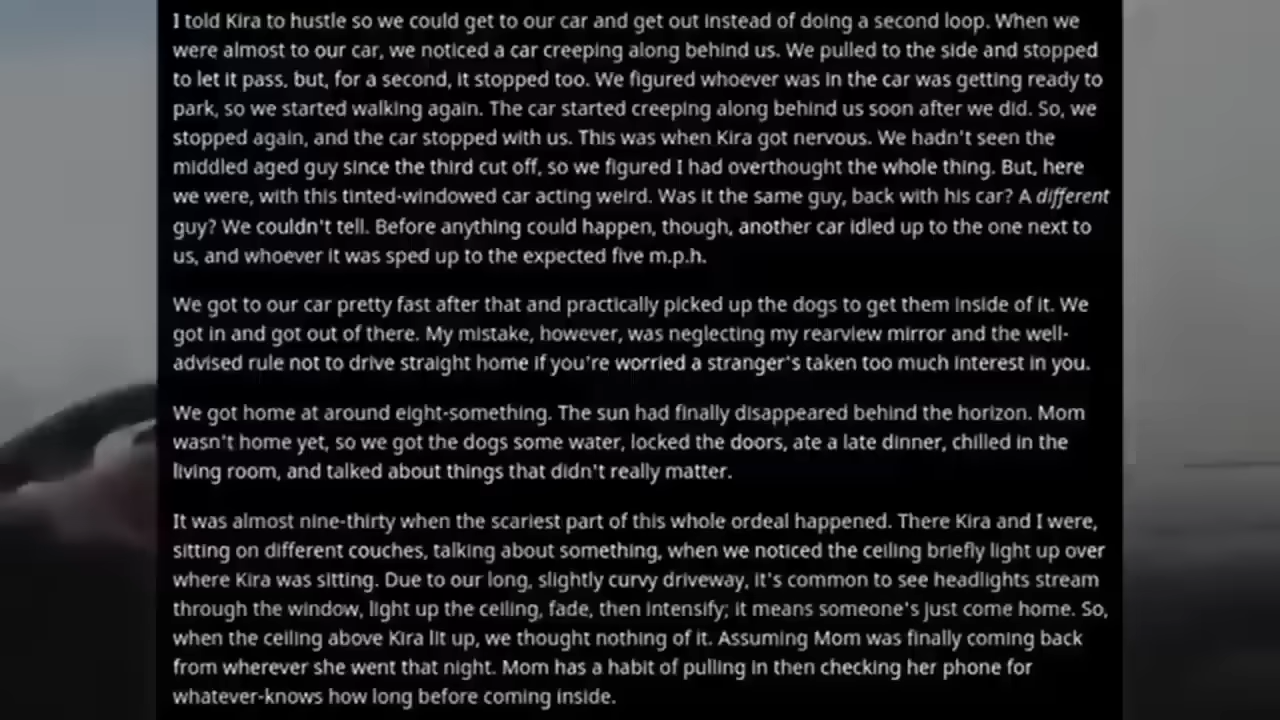 I told Kira to hustle so we could get to our car and get out instead of doing a second loop. When we
were almost to our car, we noticed a car creeping along behind us. We pulled to the side and stopped
to let it pass, but, for a second, it stopped too. We figured whoever was in the car was getting ready to
park, so we started walking again. The car started creeping along behind us soon after we did. So, we
stopped again, and the car stopped with us. This was when Kira got nervous. We hadn't seen the
middled aged guy since the third cut off, so we figured I had overthought the whole thing. But, here
we were, with this tinted-windowed car acting weird. Was it the same guy, back with his car? A different
guy? We couldn't tell. Before anything could happen, though, another car idled up to the one next to
us, and whoever it was sped up to the expected five m.p.h.
We got to our car pretty fast after that and practically picked up the dogs to get them inside of it. We
got in and got out of there. My mistake, however, was neglecting my rearview mirror and the well-
advised rule not to drive straight home if you're worried a stranger's taken too much interest in you.
We got home at around eight-something. The sun had finally disappeared behind the horizon. Mom
wasn't home yet, so we got the dogs some water, locked the doors, ate a late dinner, chilled in the
living room, and talked about things that didn't really matter.
It was almost nine-thirty when the scariest part of this whole ordeal happened. There Kira and I were,
sitting on different couches, talking about something, when we noticed the ceiling briefly light up over
where Kira was sitting. Due to our long, slightly curvy driveway, it's common to see headlights stream
through the window, light up the ceiling, fade, then intensify; it means someone's just come home. So,
when the ceiling above Kira lit up, we thought nothing of it. Assuming Mom was finally coming back
from wherever she went that night. Mom has a habit of pulling in then checking her phone for
whatever-knows how long before coming inside.